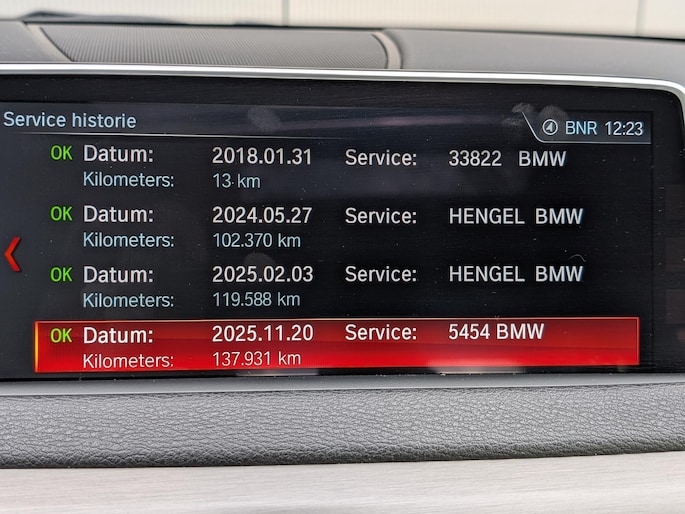 Service historie
BNR 12:23
OK Datum: 2018.01.31 Service: 33822 BMW
Kilometers: 13 km
OK Datum: 2024.05.27 Service: HENGEL BMW
Kilometers: 102.370 km
OK Datum: 2025.02.03 Service: HENGEL BMW
Kilometers: 119.588 km
OK Datum: 2025.11.20 Service: 5454 BMW
Kilometers: 137.931 km